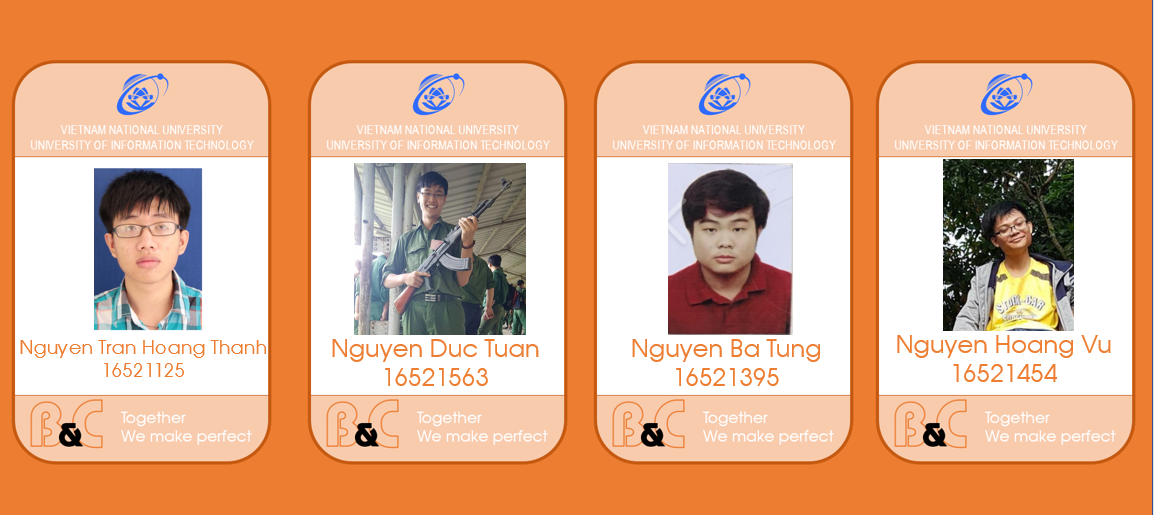 VIETNAM NATIONAL UNIVERSITY
UNIVERSITY OF INFORMATION TECHNOLOGY
Nguyen Tran Hoang Thanh
16521125
B&C
Together
We make perfect
VIETNAM NATIONAL UNIVERSITY
UNIVERSITY OF INFORMATION TECHNOLOGY
Nguyen Duc Tuan
16521563
B&C
Together
We make perfect
VIETNAM NATIONAL UNIVERSITY
UNIVERSITY OF INFORMATION TECHNOLOGY
Nguyen Ba Tung
16521395
B&C
Together
We make perfect
VIETNAM NATIONAL UNIVERSITY
UNIVERSITY OF INFORMATION TECHNOLOGY
Nguyen Hoang Vu
16521454
B&C
Together
We make perfect